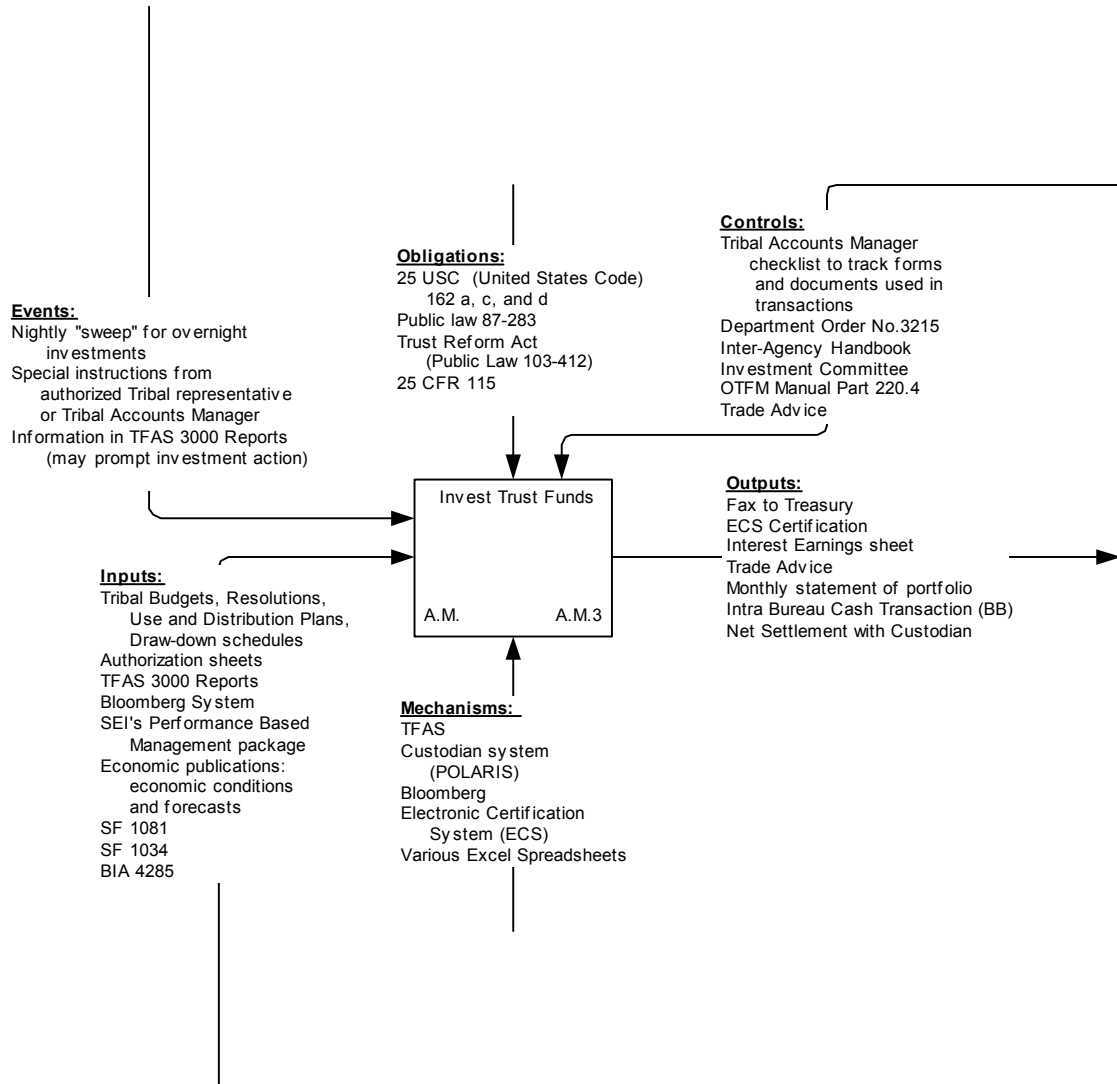 Events:
Nightly "sweep" for overnight
investments
Special instructions from
authorized Tribal representative
or Tribal Accounts Manager
Information in TFAS 3000 Reports
(may prompt investment action)
Obligations:
25 USC (United States Code)
162 a, c, and d
Public law 87-283
Trust Reform Act
(Public Law 103-412)
25 CFR 115
Controls:
Tribal Accounts Manager
checklist to track forms
and documents used in
transactions
Department Order No.3215
Inter-Agency Handbook
Investment Committee
OTFM Manual Part 220.4
Trade Advice
Invest Trust Funds
A.M. A.M.3
Inputs:
Tribal Budgets, Resolutions,
Use and Distribution Plans,
Draw-down schedules
Authorization sheets
TFAS 3000 Reports
Bloomberg System
SEI's Performance Based
Management package
Economic publications:
economic conditions
and forecasts
SF 1081
SF 1034
BIA 4285
Mechanisms:
TFAS
Custodian system
(POLARIS)
Bloomberg
Electronic Certification
System (ECS)
Various Excel Spreadsheets
Outputs:
Fax to Treasury
ECS Certification
Interest Earnings sheet
Trade Advice
Monthly statement of portfolio
Intra Bureau Cash Transaction (BB)
Net Settlement with Custodian